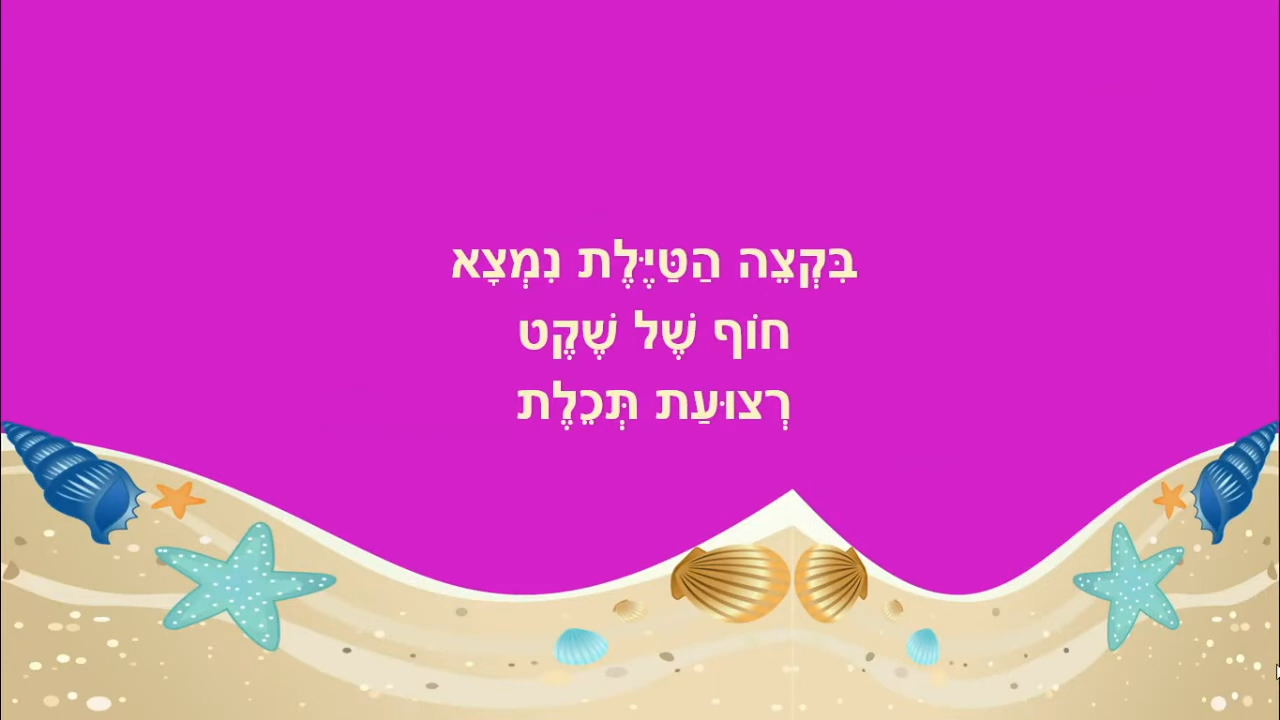 בִּקְצֵה הַטַּיֶּלֶת נִמְצָא
חוֹף שֶׁל שֶׁקֶט
רְצוּעַת תְּכֵלֶת